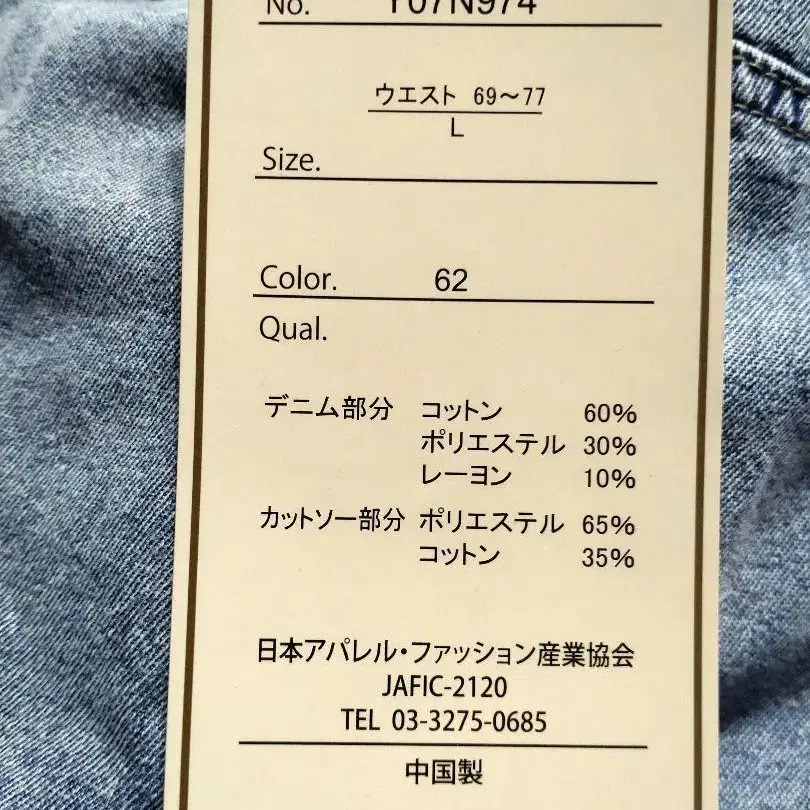 No. Y07N974
ウエスト 69～77
L
Size.
Color. 62
Qual.
デニム部分 コットン 60%
ポリエステル 30%
レーヨン 10%
カットソー部分 ポリエステル 65%
コットン 35%
日本アパレル・ファッション産業協会
JAFIC-2120
TEL 03-3275-0685
中国製